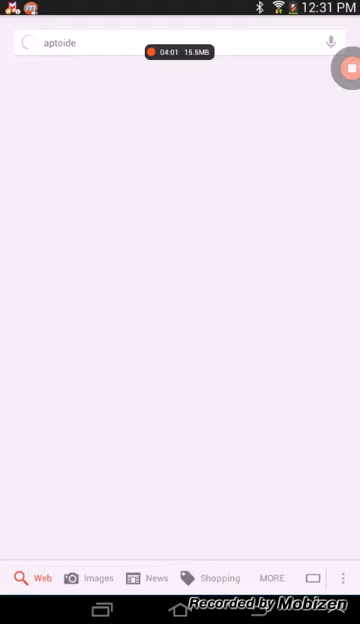 12:31 PM
aptoide
04:01 15.5MB
Web Images News Shopping MORE
Recorded by Mobizen